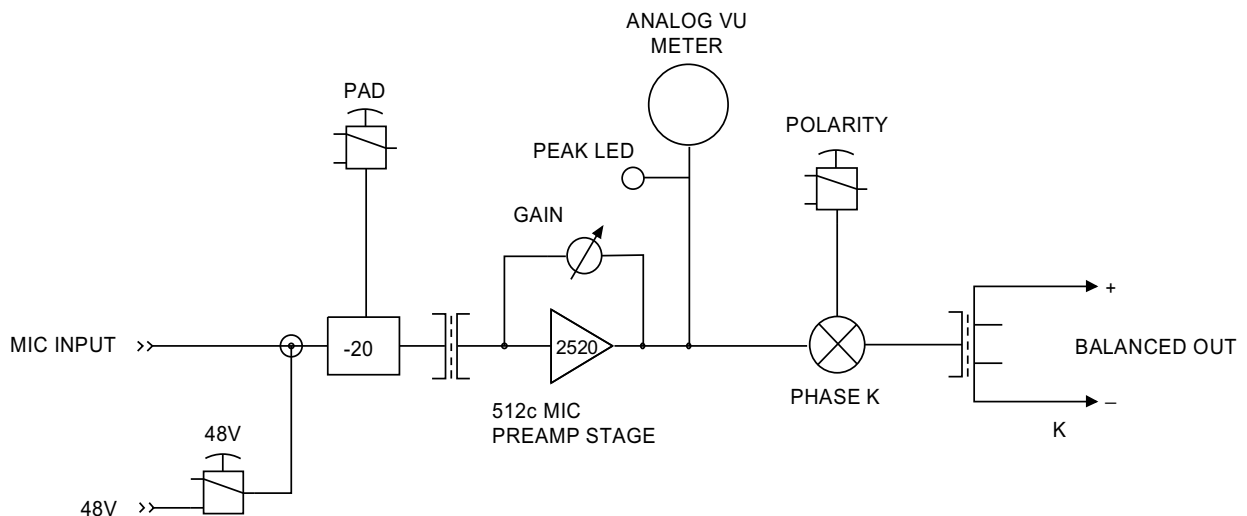 ANALOG VU
METER
PAD
POLARITY
PEAK LED
GAIN
MIC INPUT
-20
2520
+
BALANCED OUT
PHASE K
512c MIC
PREAMP STAGE
–
K
48V
48V